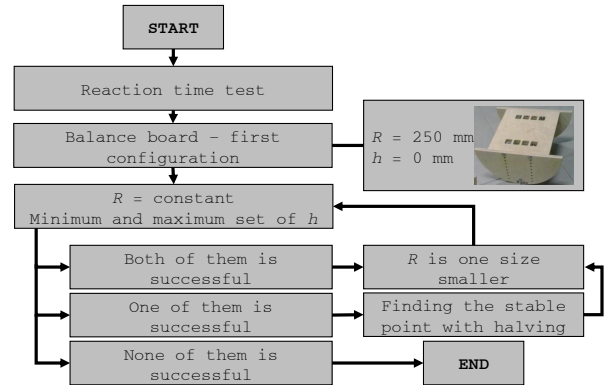 START
Reaction time test
Balance board – first
configuration
R = 250 mm
h = 0 mm
R = constant
Minimum and maximum set of h
Both of them is
successful
R is one size
smaller
One of them is
successful
Finding the stable
point with halving
None of them is
successful
END